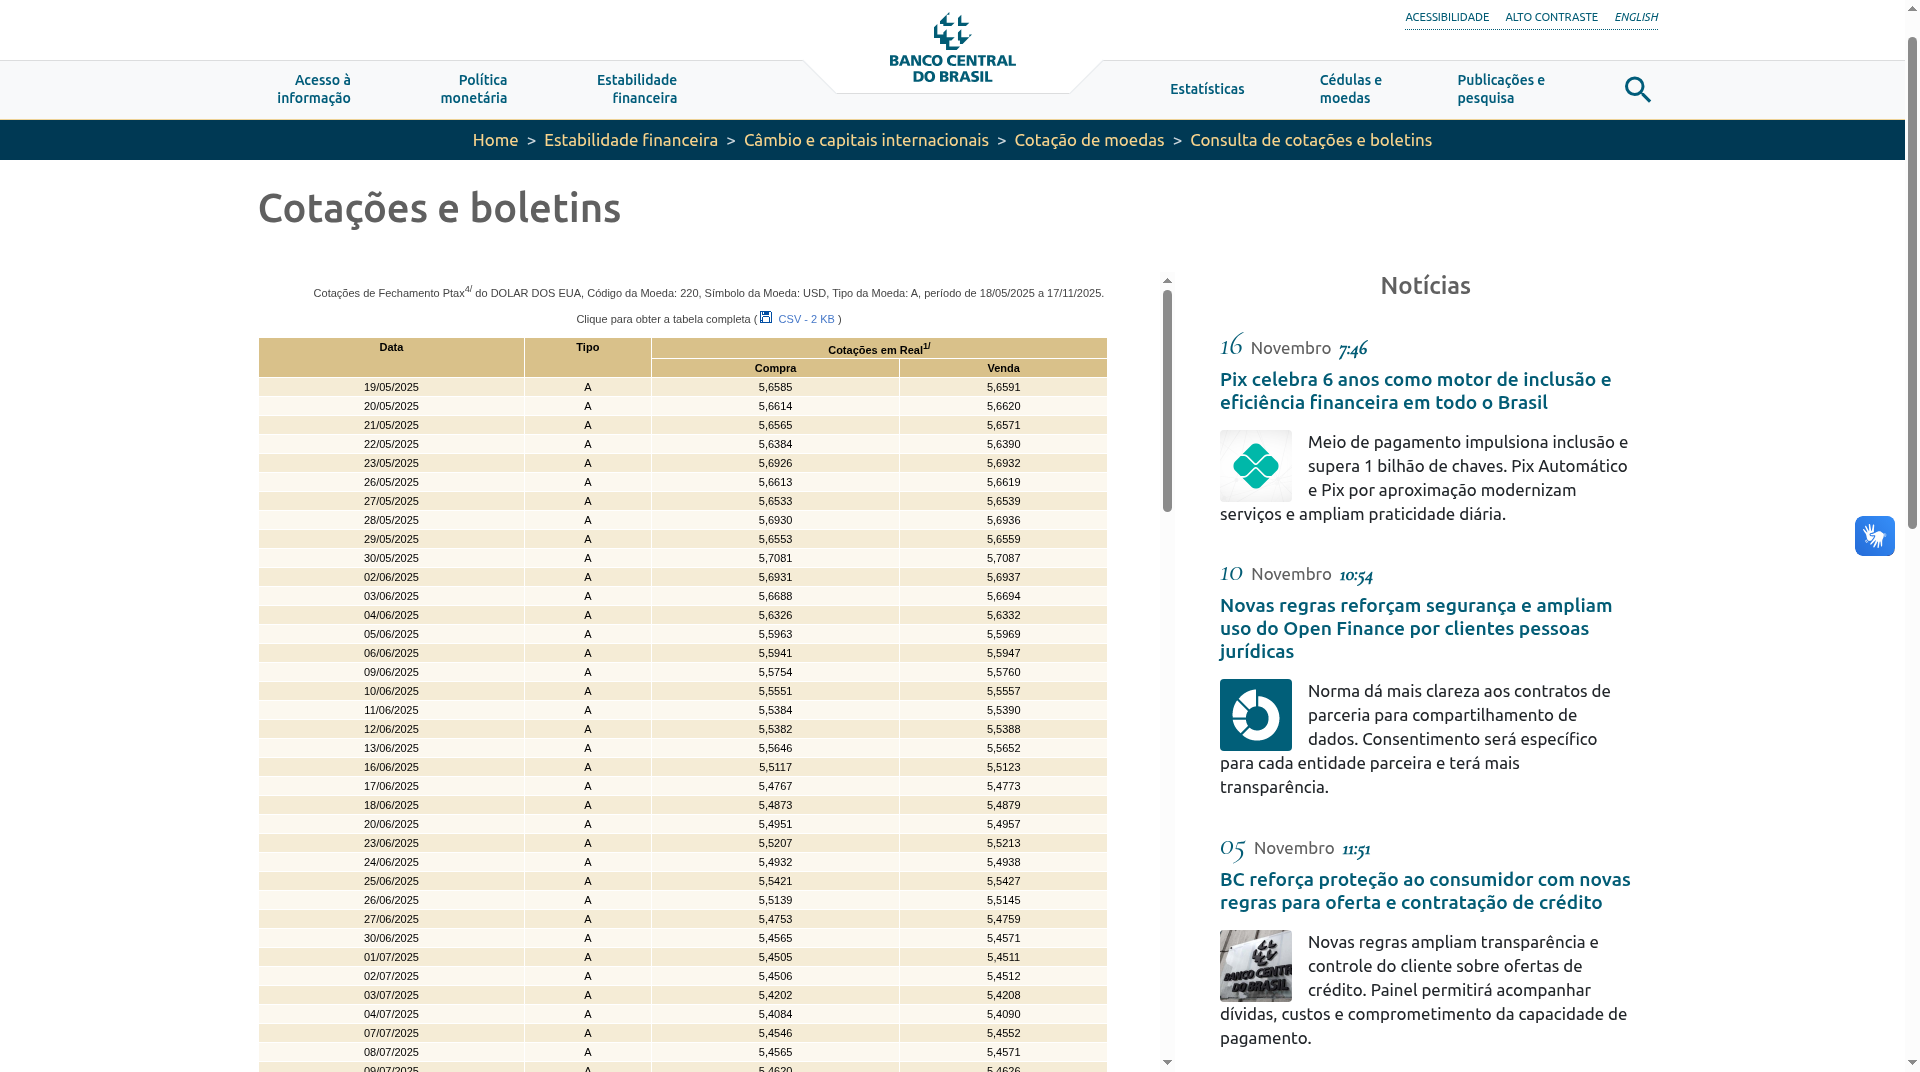 ACESSIBILIDADE ALTO CONTRASTE ENGLISH
BANCO CENTRAL
DO BRASIL
Acesso à
informação
Política
monetária
Estabilidade
financeira
Estatísticas
Cédulas e
moedas
Publicações e
pesquisa
Home > Estabilidade financeira > Câmbio e capitais internacionais > Cotação de moedas > Consulta de cotações e boletins
Cotações e boletins
Cotações de Fechamento Ptax4/ do DOLAR DOS EUA, Código da Moeda: 220, Símbolo da Moeda: USD, Tipo da Moeda: A, período de 18/05/2025 a 17/11/2025.
Clique para obter a tabela completa ( CSV - 2 KB )
Data Tipo Cotações em Real1/
Compra Venda
19/05/2025 A 5,6585 5,6591
20/05/2025 A 5,6614 5,6620
21/05/2025 A 5,6565 5,6571
22/05/2025 A 5,6384 5,6390
23/05/2025 A 5,6926 5,6932
26/05/2025 A 5,6613 5,6619
27/05/2025 A 5,6533 5,6539
28/05/2025 A 5,6930 5,6936
29/05/2025 A 5,6553 5,6559
30/05/2025 A 5,7081 5,7087
02/06/2025 A 5,6931 5,6937
03/06/2025 A 5,6688 5,6694
04/06/2025 A 5,6326 5,6332
05/06/2025 A 5,5963 5,5969
06/06/2025 A 5,5941 5,5947
09/06/2025 A 5,5754 5,5760
10/06/2025 A 5,5551 5,5557
11/06/2025 A 5,5384 5,5390
12/06/2025 A 5,5382 5,5388
13/06/2025 A 5,5646 5,5652
16/06/2025 A 5,5117 5,5123
17/06/2025 A 5,4767 5,4773
18/06/2025 A 5,4873 5,4879
20/06/2025 A 5,4951 5,4957
23/06/2025 A 5,5207 5,5213
24/06/2025 A 5,4932 5,4938
25/06/2025 A 5,5421 5,5427
26/06/2025 A 5,5139 5,5145
27/06/2025 A 5,4753 5,4759
30/06/2025 A 5,4565 5,4571
01/07/2025 A 5,4505 5,4511
02/07/2025 A 5,4506 5,4512
03/07/2025 A 5,4202 5,4208
04/07/2025 A 5,4084 5,4090
07/07/2025 A 5,4546 5,4552
08/07/2025 A 5,4565 5,4571
09/07/2025 A 5,4620 5,4626
Notícias
16 Novembro 7:46
Pix celebra 6 anos como motor de inclusão e
eficiência financeira em todo o Brasil
Meio de pagamento impulsiona inclusão e
supera 1 bilhão de chaves. Pix Automático
e Pix por aproximação modernizam
serviços e ampliam praticidade diária.
10 Novembro 10:54
Novas regras reforçam segurança e ampliam
uso do Open Finance por clientes pessoas
jurídicas
Norma dá mais clareza aos contratos de
parceria para compartilhamento de
dados. Consentimento será específico
para cada entidade parceira e terá mais
transparência.
05 Novembro 11:51
BC reforça proteção ao consumidor com novas
regras para oferta e contratação de crédito
BANCO CENTR
DO BRASIL
Novas regras ampliam transparência e
controle do cliente sobre ofertas de
crédito. Painel permitirá acompanhar
dívidas, custos e comprometimento da capacidade de
pagamento.